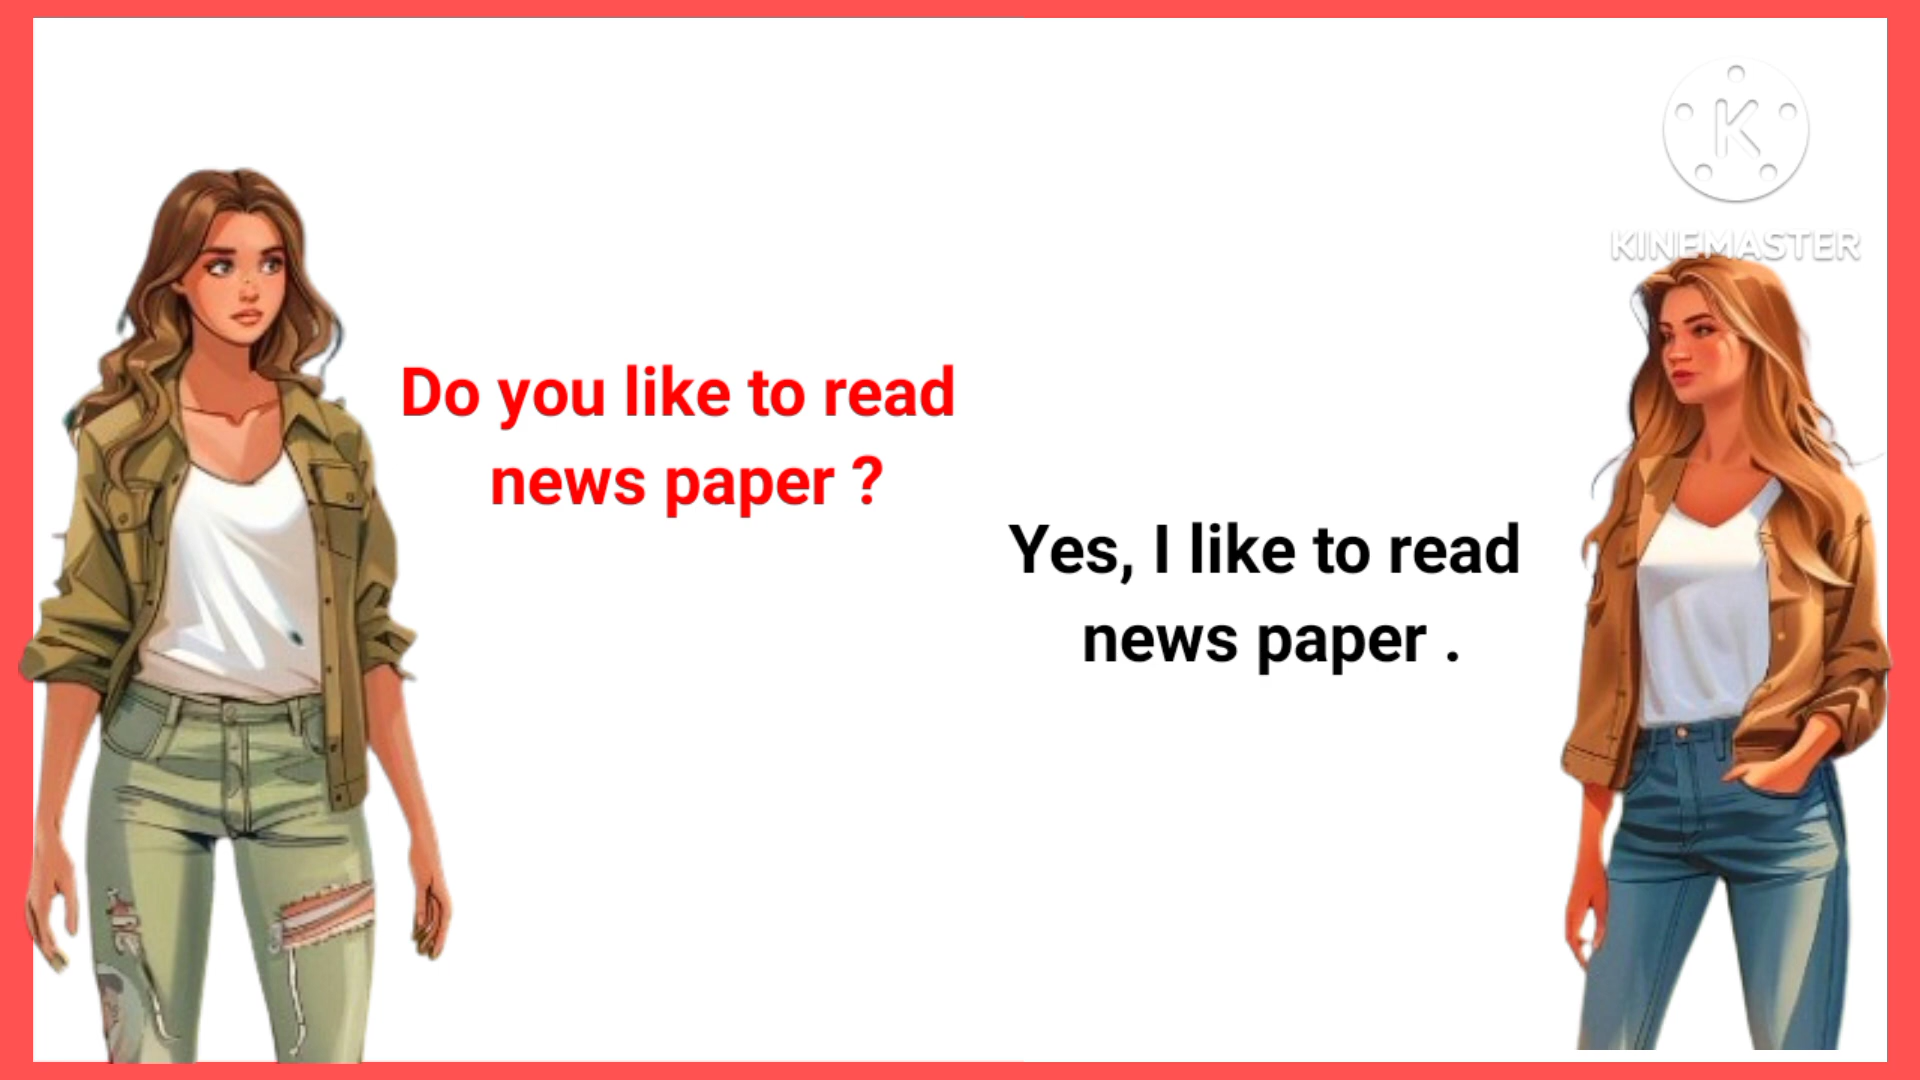 K
KINEMASTER
Do you like to read
news paper ?
Yes, I like to read
news paper .